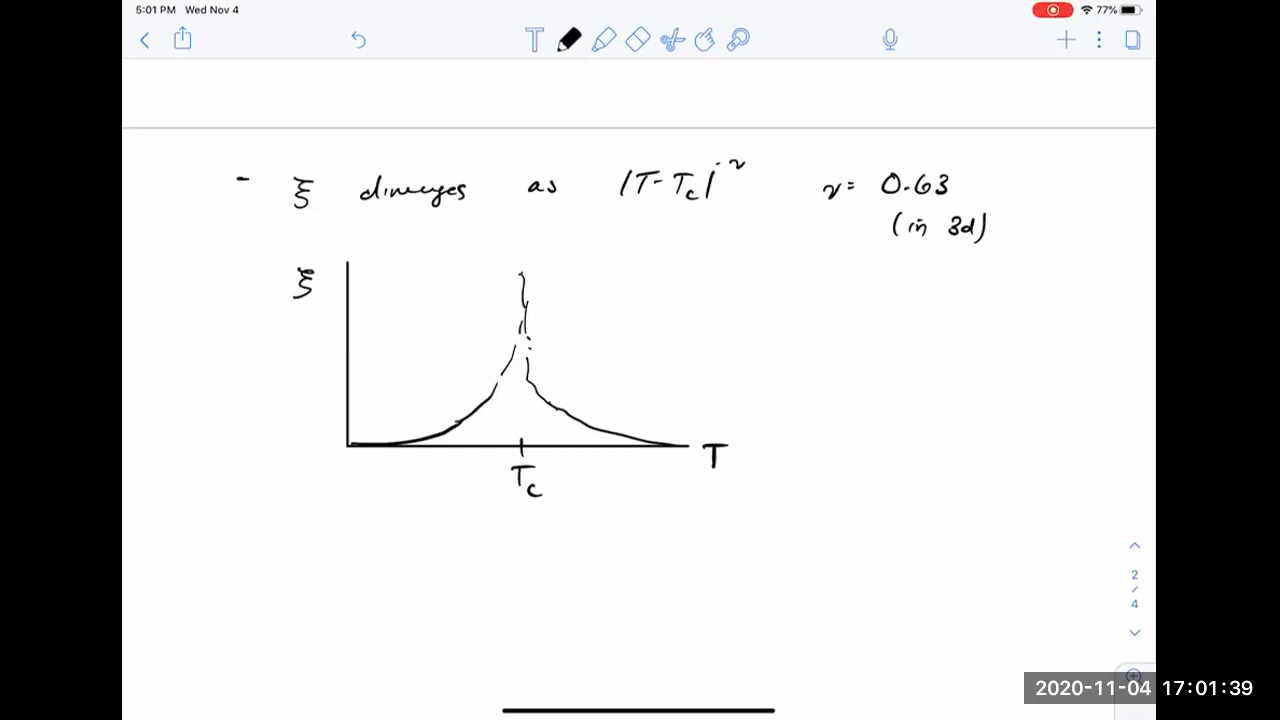 5:01 PM Wed Nov 4
77%
- ξ diverges as |T-Tc|^-ν ν = 0.63
(in 3d)
ξ
T
Tc
2
/
4
2020-11-04 17:01:39